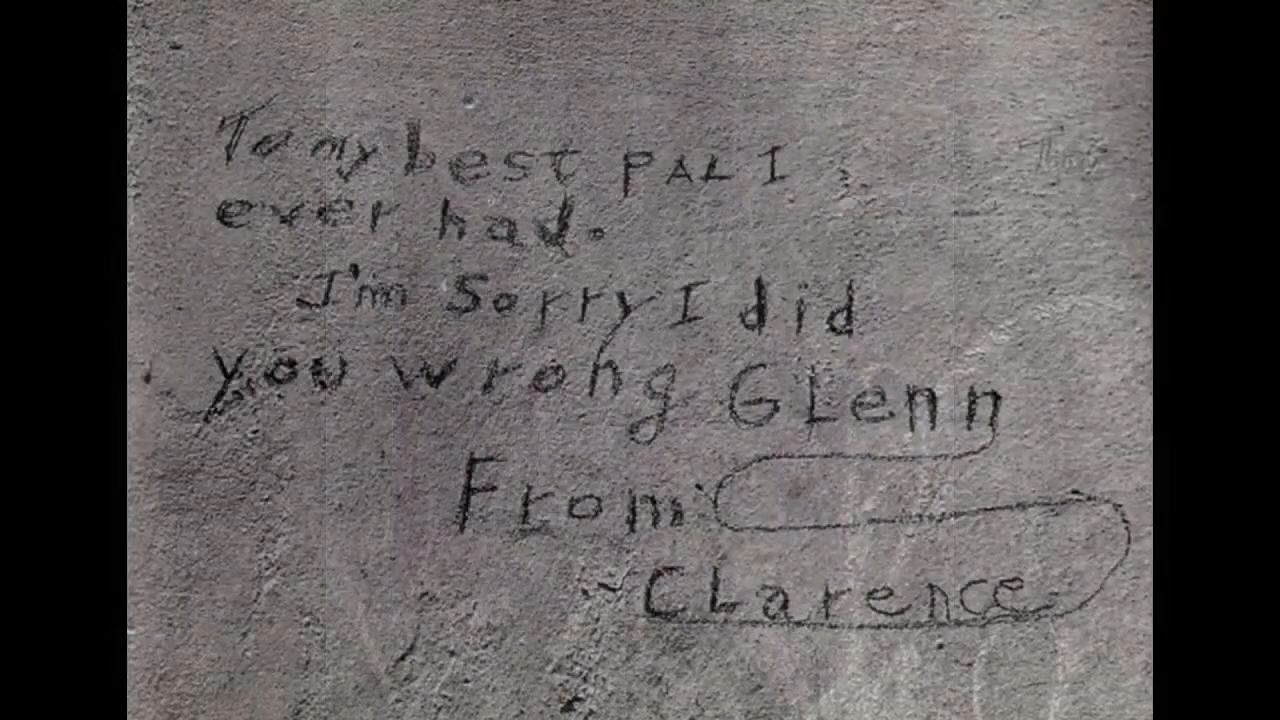 To my best PAL I
ever had.
I'm Sorry I did
you wrong GLenn
From:
-CLarence